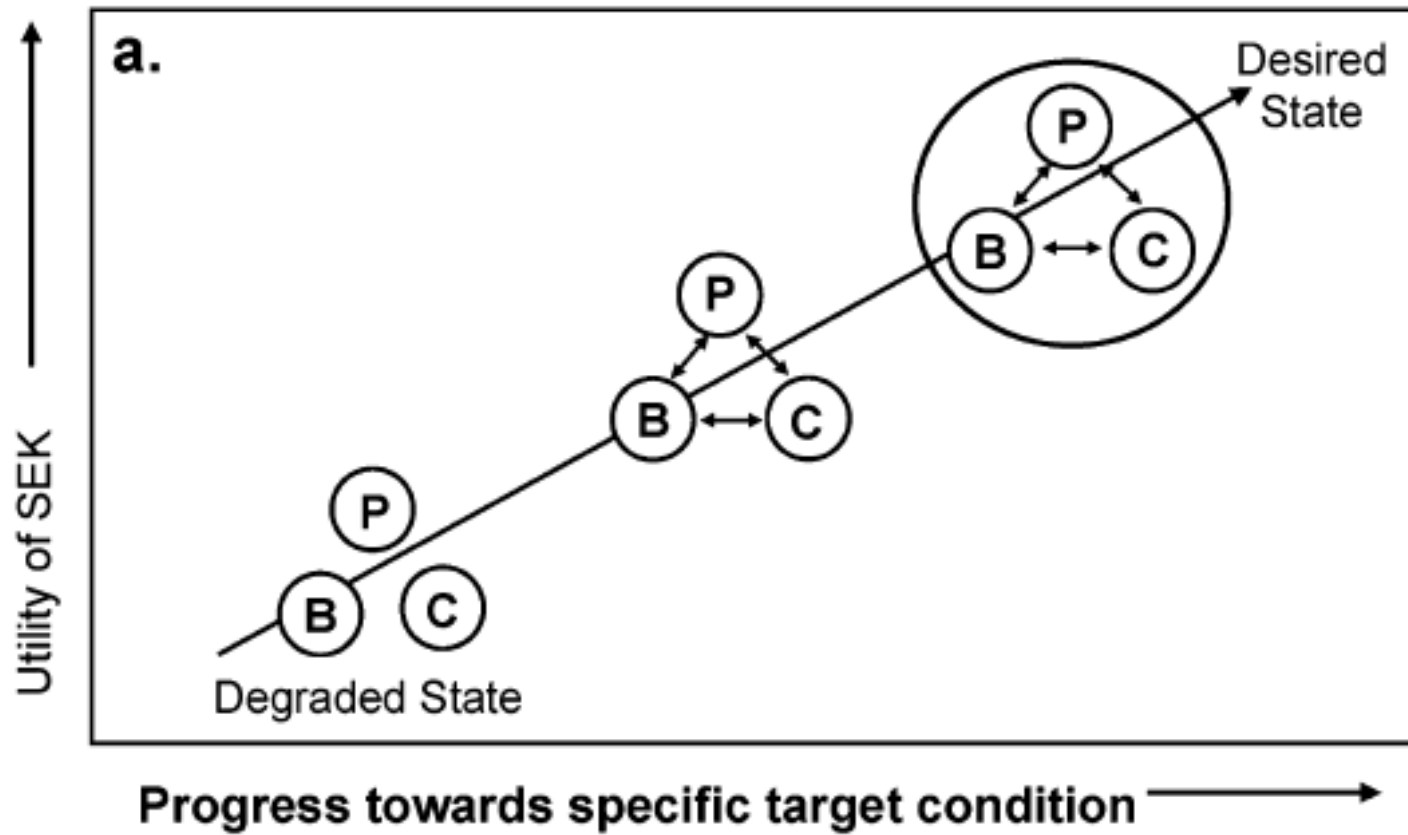 a.
Desired
State
P
B
C
P
B
C
P
B
C
Degraded State
Utility of SEK
Progress towards specific target condition